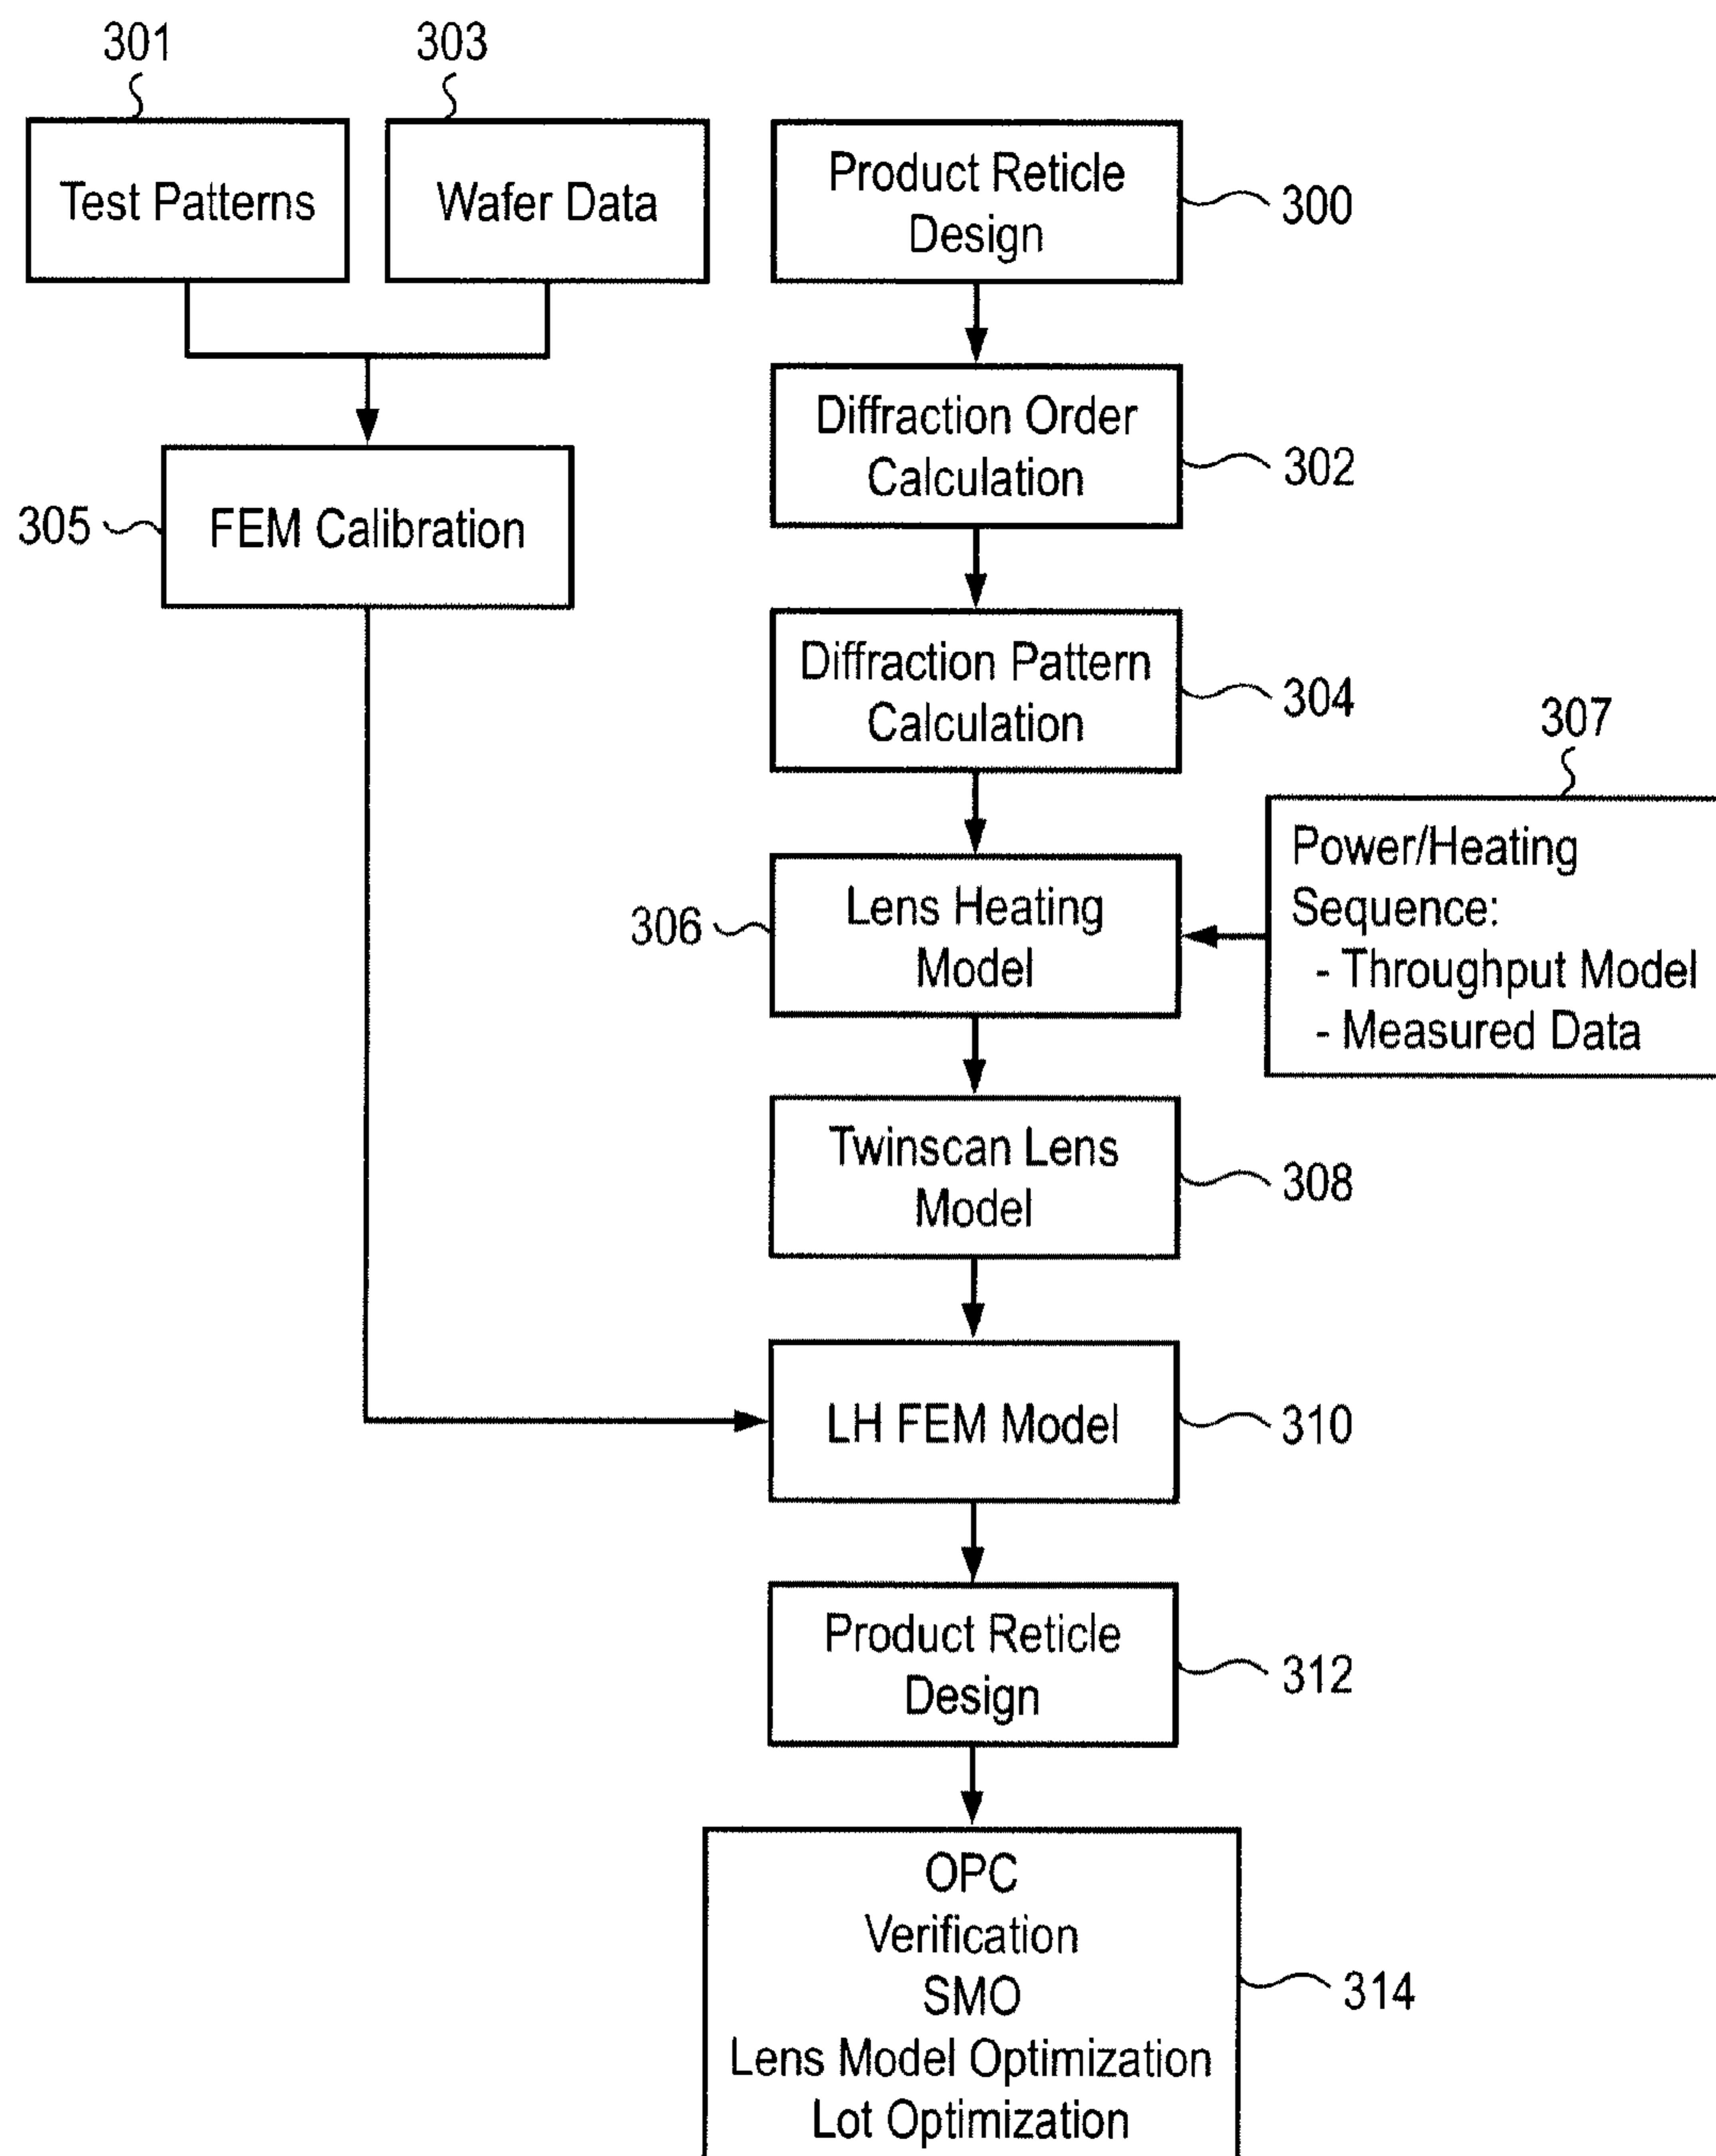 301
303
Test Patterns
Wafer Data
Product Reticle
Design
300
Diffraction Order
Calculation
302
305
FEM Calibration
Diffraction Pattern
Calculation
304
307
Power/Heating
Sequence:
- Throughput Model
- Measured Data
306
Lens Heating
Model
Twinscan Lens
Model
308
LH FEM Model
310
Product Reticle
Design
312
OPC
Verification
SMO
Lens Model Optimization
Lot Optimization
314